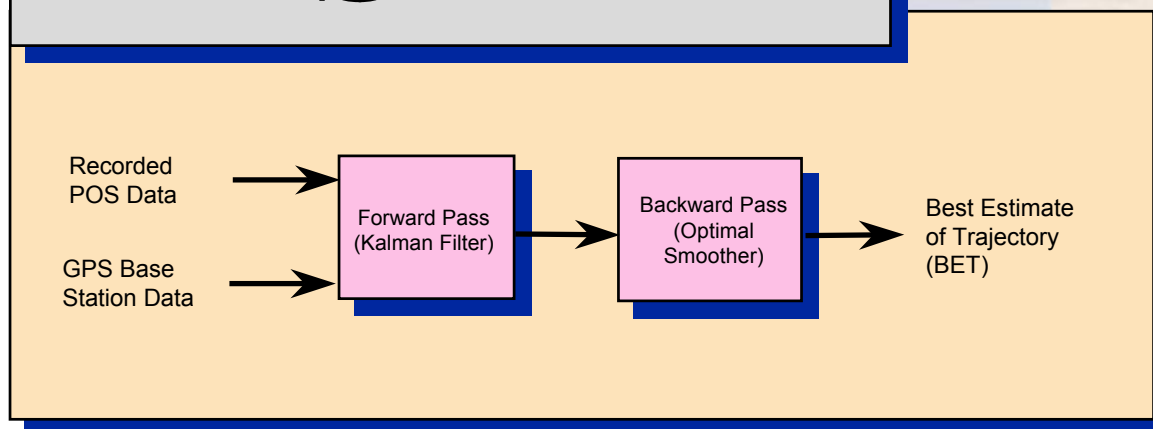 Recorded
POS Data
GPS Base
Station Data
Forward Pass
(Kalman Filter)
Backward Pass
(Optimal
Smoother)
Best Estimate
of Trajectory
(BET)